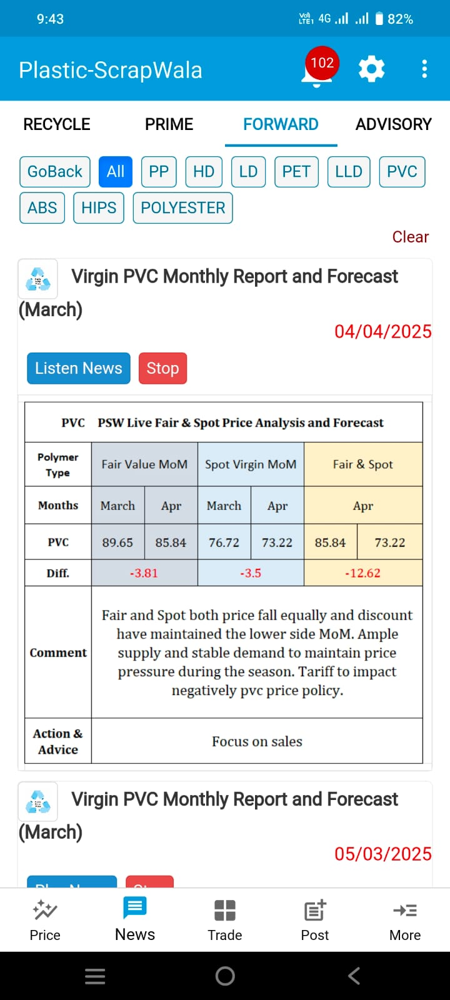 9:43
VoI) LTE1 4G 82%
Plastic-ScrapWala
102
RECYCLE PRIME FORWARD ADVISORY
GoBack All PP HD LD PET LLD PVC
ABS HIPS POLYESTER
Clear
Virgin PVC Monthly Report and Forecast
(March)
04/04/2025
Listen News Stop
PVC PSW Live Fair & Spot Price Analysis and Forecast
Polymer Type Fair Value MoM Spot Virgin MoM Fair & Spot
Months March Apr March Apr Apr
PVC 89.65 85.84 76.72 73.22 85.84 73.22
Diff. -3.81 -3.5 -12.62
Comment
Fair and Spot both price fall equally and discount
have maintained the lower side MoM. Ample
supply and stable demand to maintain price
pressure during the season. Tariff to impact
negatively pvc price policy.
Action &
Advice
Focus on sales
Virgin PVC Monthly Report and Forecast
(March)
05/03/2025
Price News Trade Post More